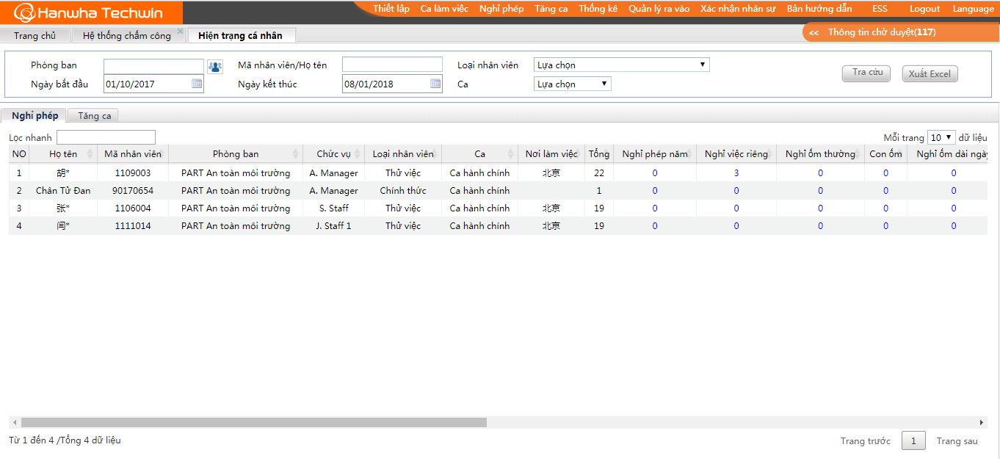 Hanwha Techwin
Thiết lập Ca làm việc Nghỉ phép Tăng ca Thống kê Quản lý ra vào Xác nhận nhân sự Bản hướng dẫn ESS Logout Language
Trang chủ Hệ thống chấm công Hiện trạng cá nhân << Thông tin chờ duyệt(117)
Phòng ban Mã nhân viên/Họ tên Loại nhân viên Lựa chọn
Tra cứu Xuất Excel
Ngày bắt đầu 01/10/2017 Ngày kết thúc 08/01/2018 Ca Lựa chọn
Nghỉ phép Tăng ca
Lọc nhanh Mỗi trang 10 dữ liệu
NO Họ tên Mã nhân viên Phòng ban Chức vụ Loại nhân viên Ca Nơi làm việc Tổng Nghỉ phép năm Nghỉ việc riêng Nghỉ ốm thường Con ốm Nghỉ ốm dài ngày
1 胡* 1109003 PART An toàn môi trường A. Manager Thử việc Ca hành chính 北京 22 0 3 0 0 0
2 Chân Tử Đan 90170654 PART An toàn môi trường A. Manager Chính thức Ca hành chính 1 0 0 0 0 0
3 张* 1106004 PART An toàn môi trường S. Staff Thử việc Ca hành chính 北京 19 0 0 0 0 0
4 闫* 1111014 PART An toàn môi trường J. Staff 1 Thử việc Ca hành chính 北京 19 0 0 0 0 0
Từ 1 đến 4 /Tổng 4 dữ liệu Trang trước 1 Trang sau